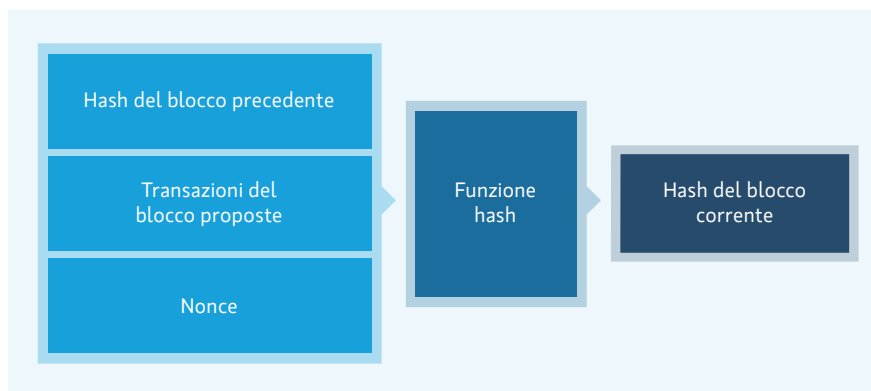 Hash del blocco precedente
Transazioni del
blocco proposte
Nonce
Funzione
hash
Hash del blocco
corrente